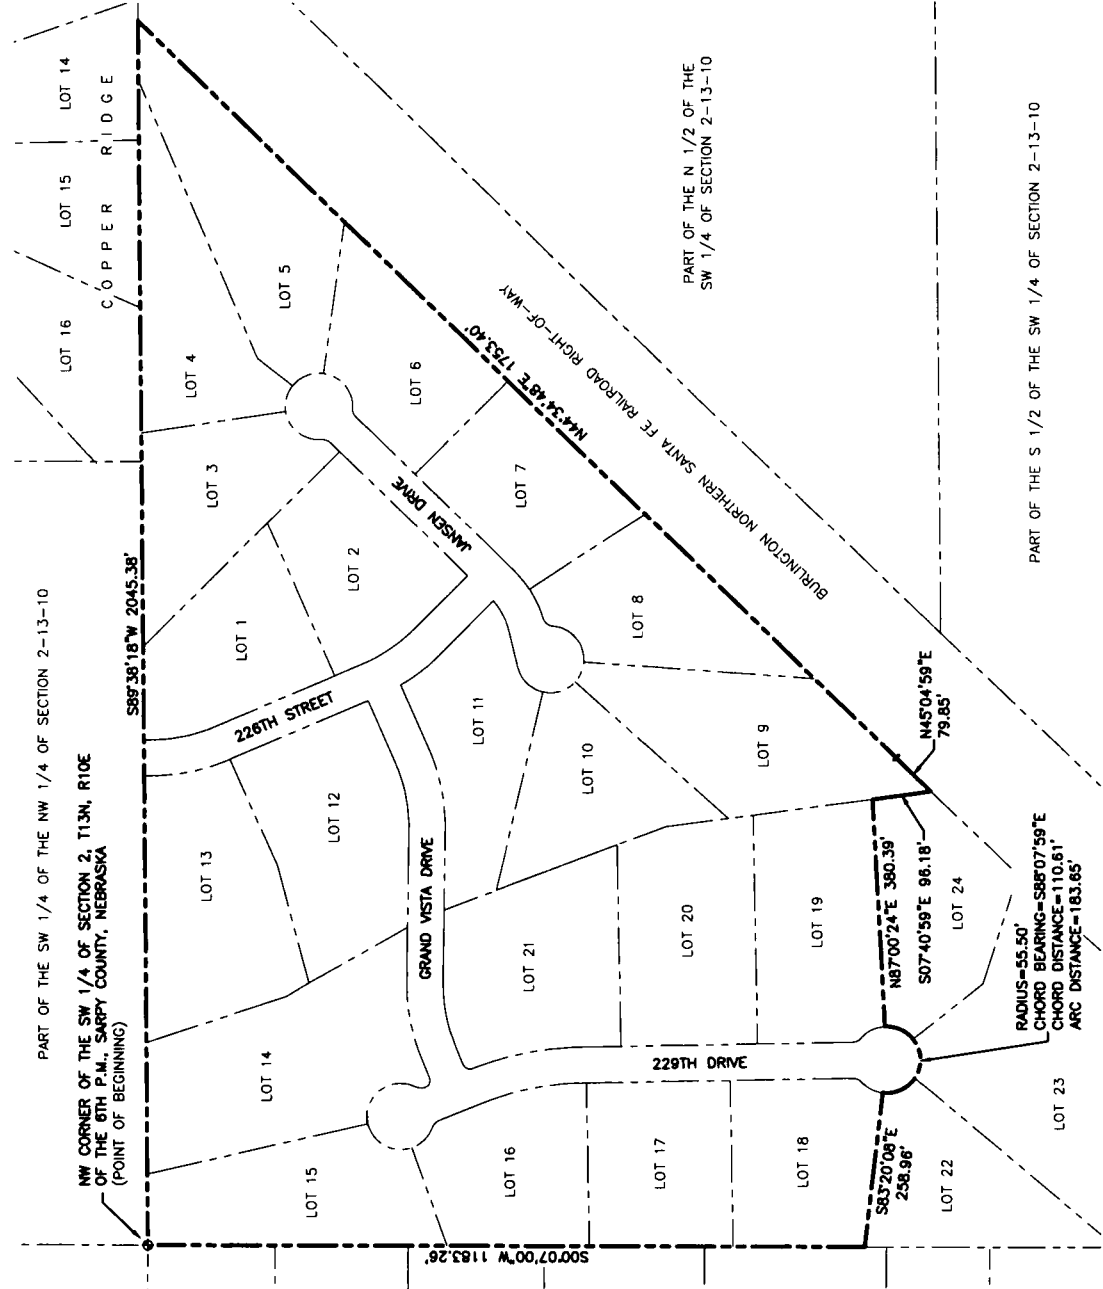 PART OF THE SW 1/4 OF THE NW 1/4 OF SECTION 2-13-10
NW CORNER OF THE SW 1/4 OF SECTION 2, T13N, R10E
OF THE 6TH P.M., SARPY COUNTY, NEBRASKA
(POINT OF BEGINNING)
S89°38'18"W 2045.38'
COPPER RIDGE
LOT 16
LOT 15
LOT 14
LOT 15
LOT 14
LOT 13
LOT 12
LOT 1
LOT 2
LOT 3
LOT 4
LOT 5
LOT 6
LOT 7
LOT 8
LOT 9
LOT 10
LOT 11
226TH STREET
JANSEN DRIVE
GRAND VISTA DRIVE
229TH DRIVE
LOT 16
LOT 17
LOT 18
LOT 21
LOT 20
LOT 19
LOT 22
LOT 23
LOT 24
S00°07'00"W 1183.26'
S83°20'08"E
258.96'
N87°00'24"E 380.39'
S07°40'59"E 96.18'
RADIUS=55.50'
CHORD BEARING=S88°07'59"E
CHORD DISTANCE=110.61'
ARC DISTANCE=183.65'
N45°04'59"E
79.85'
N44°34'48"E 1753.40'
BURLINGTON NORTHERN SANTA FE RAILROAD RIGHT-OF-WAY
PART OF THE N 1/2 OF THE
SW 1/4 OF SECTION 2-13-10
PART OF THE S 1/2 OF THE SW 1/4 OF SECTION 2-13-10